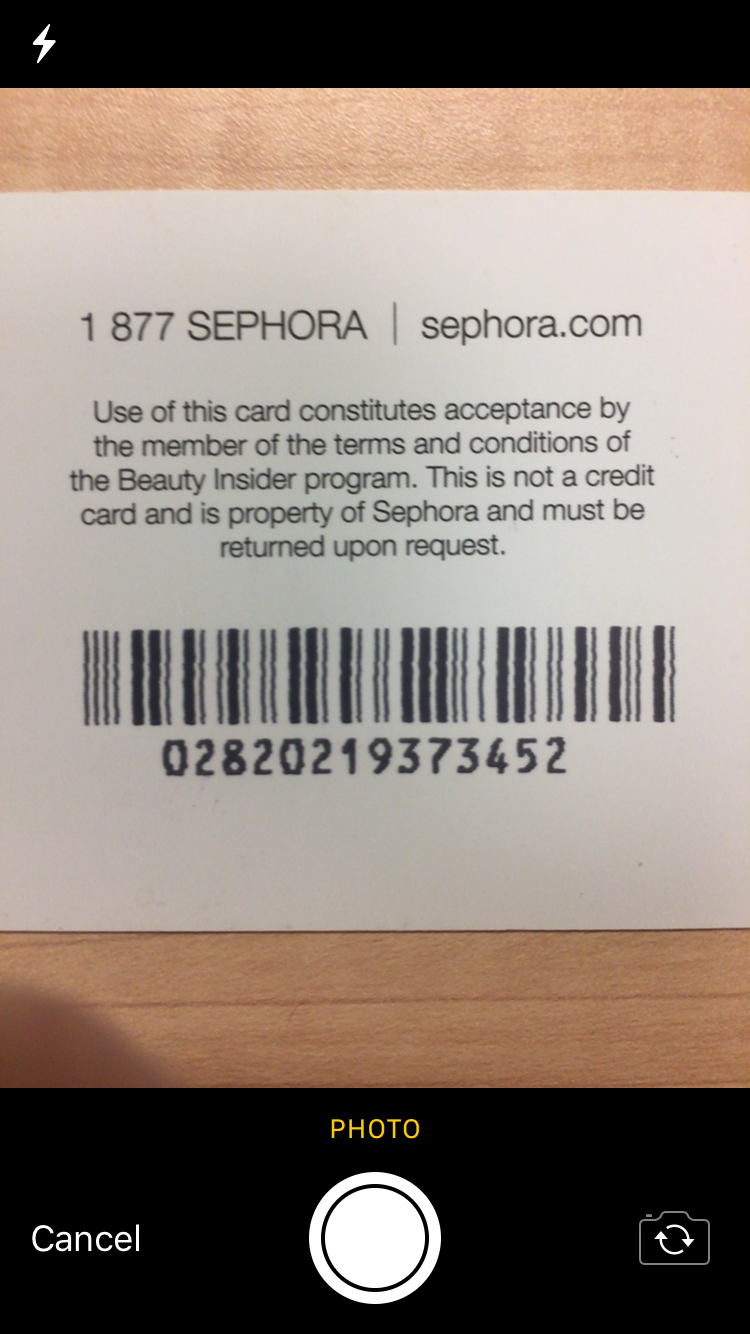 1 877 SEPHORA | sephora.com
Use of this card constitutes acceptance by
the member of the terms and conditions of
the Beauty Insider program. This is not a credit
card and is property of Sephora and must be
returned upon request.
02820219373452
PHOTO
Cancel